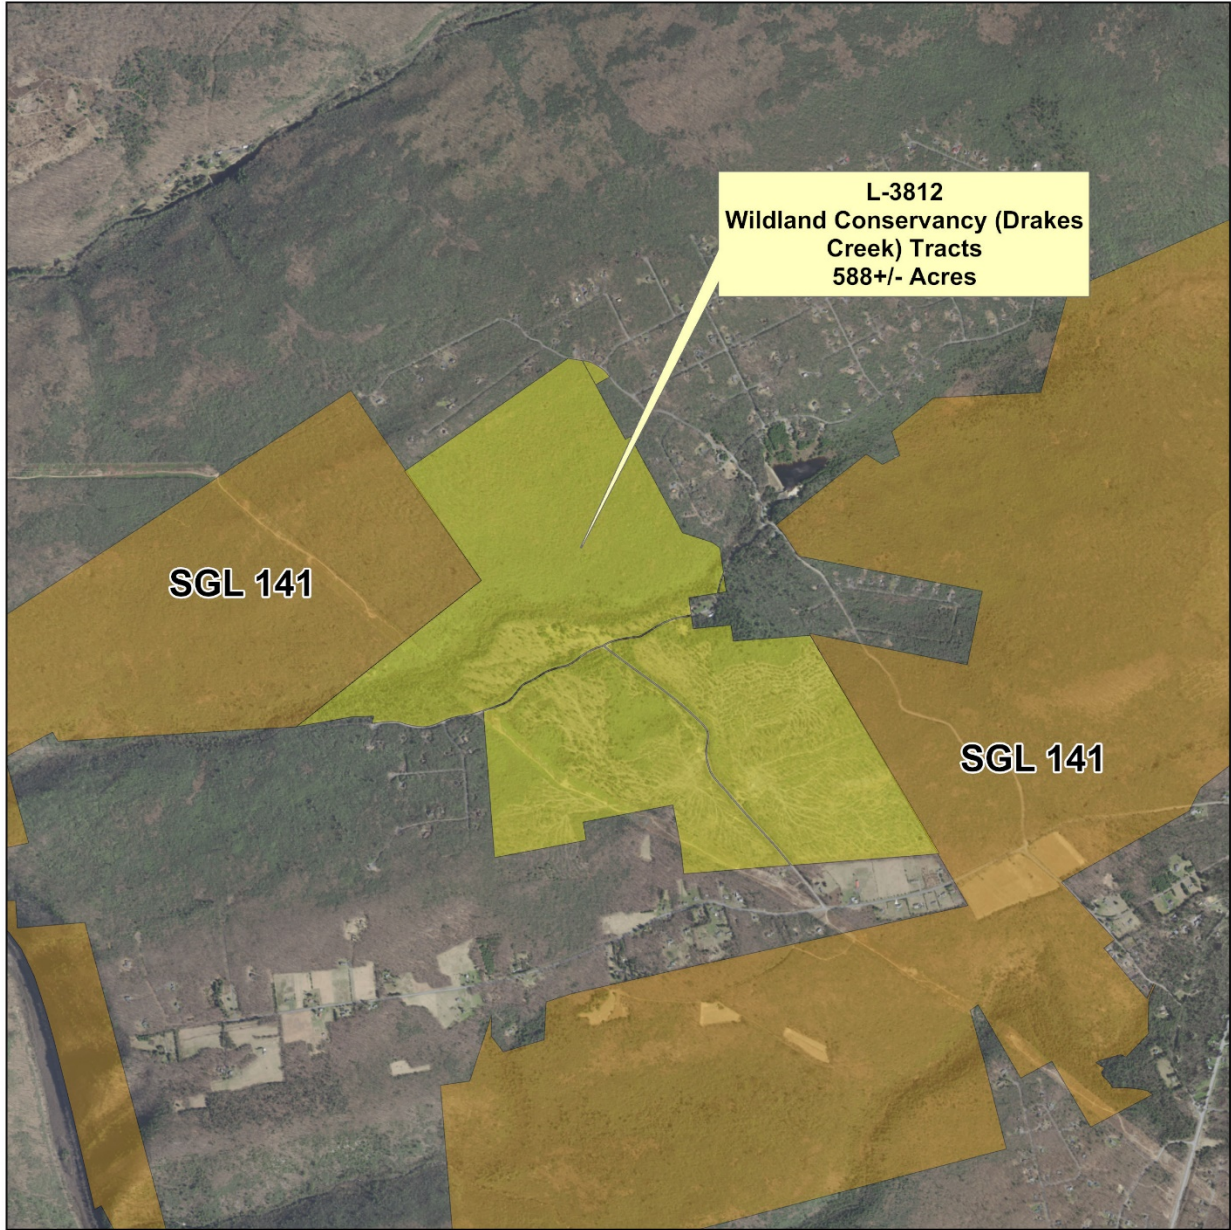 L-3812
Wildland Conservancy (Drakes
Creek) Tracts
588+/- Acres
SGL 141
SGL 141